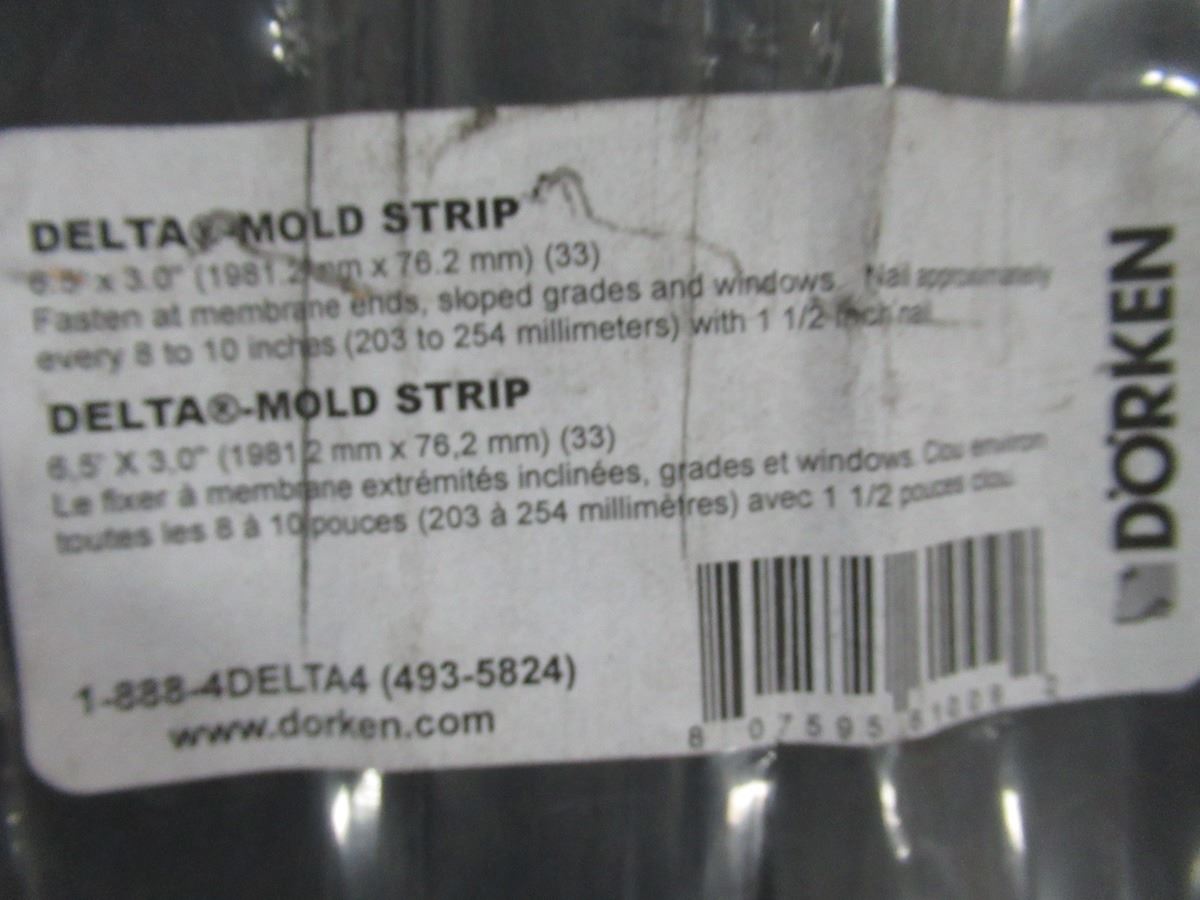 DELTA®-MOLD STRIP
6.5' x 3.0" (1981.2 mm x 76.2 mm) (33)
Fasten at membrane ends, sloped grades and windows. Nail approximately
every 8 to 10 inches (203 to 254 millimeters) with 1 1/2 inch nail.
DELTA®-MOLD STRIP
6,5' X 3,0" (1981,2 mm x 76,2 mm) (33)
Le fixer à membrane extrémités inclinées, grades et windows. Clou environ
toutes les 8 à 10 pouces (203 à 254 millimètres) avec 1 1/2 pouces clou.
1-888-4DELTA4 (493-5824)
www.dorken.com
8 07595 61009 2
DÖRKEN